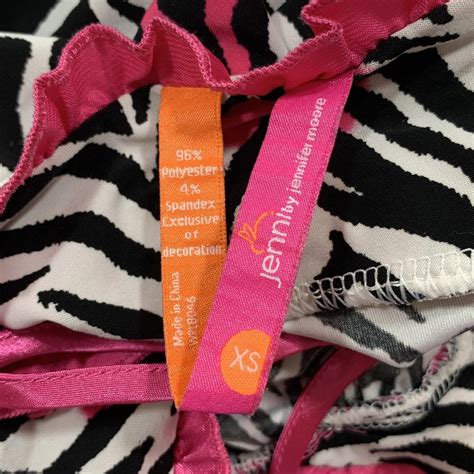 96%
Polyester
4%
Spandex
Exclusive
of
decoration
Made in China
jenni by jennifer moore
XS